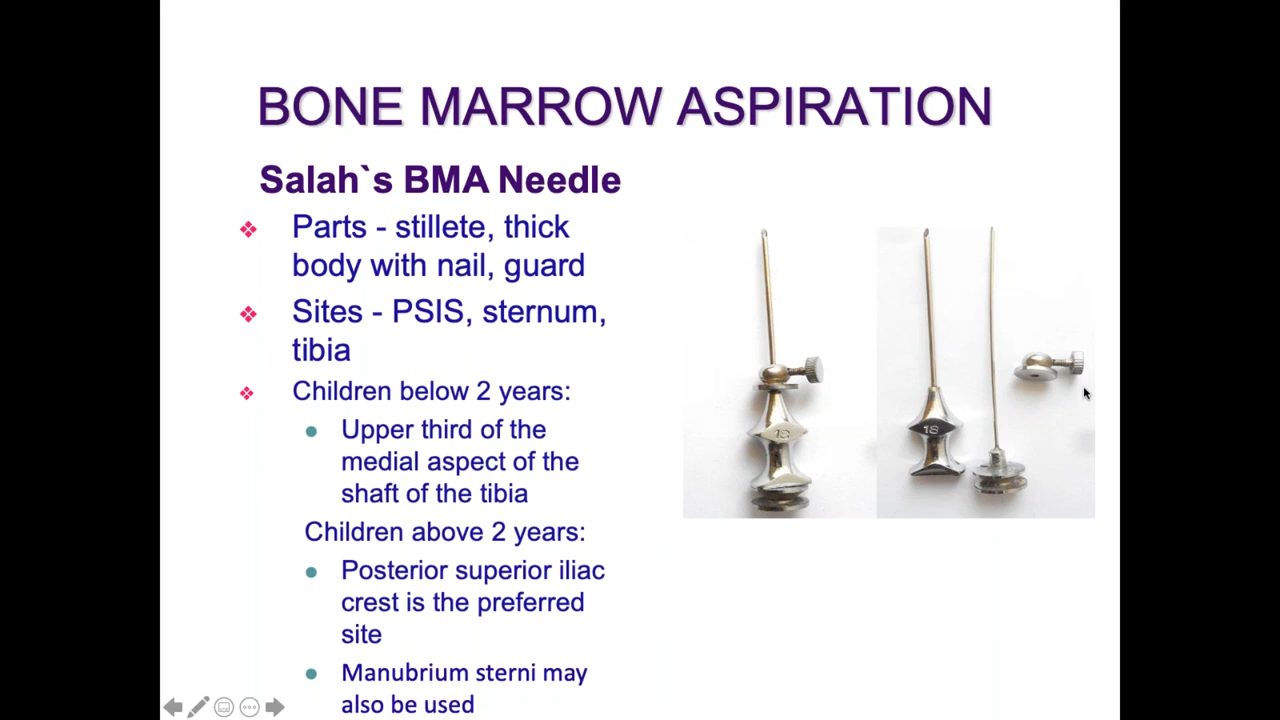 BONE MARROW ASPIRATION
Salah`s BMA Needle
Parts - stillete, thick
body with nail, guard
Sites - PSIS, sternum,
tibia
Children below 2 years:
Upper third of the
medial aspect of the
shaft of the tibia
Children above 2 years:
Posterior superior iliac
crest is the preferred
site
Manubrium sterni may
also be used
18
18